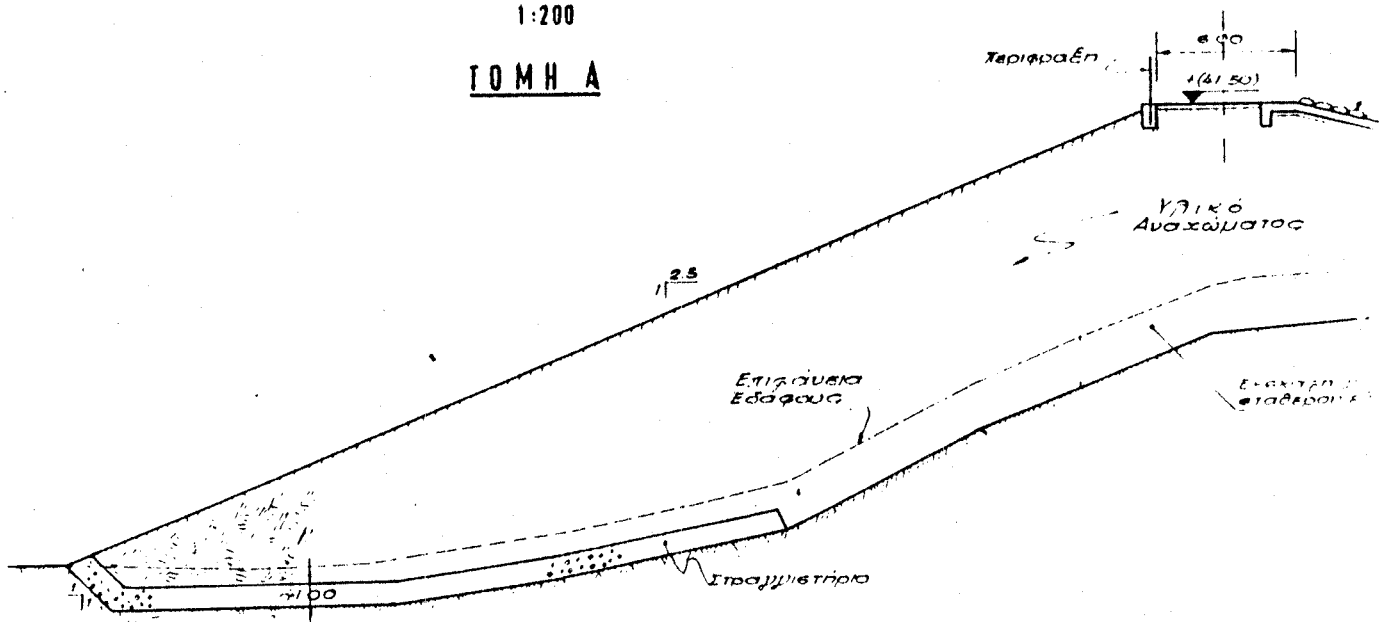 1:200
ΤΟΜΗ Α
Περίφραξη
6.00
+(41.50)
Υλικό
Αναχώματος
1
2.5
Επιφάνεια
Εδάφους
σταθερού
1
1
~1.00
Στραγγιστήριο